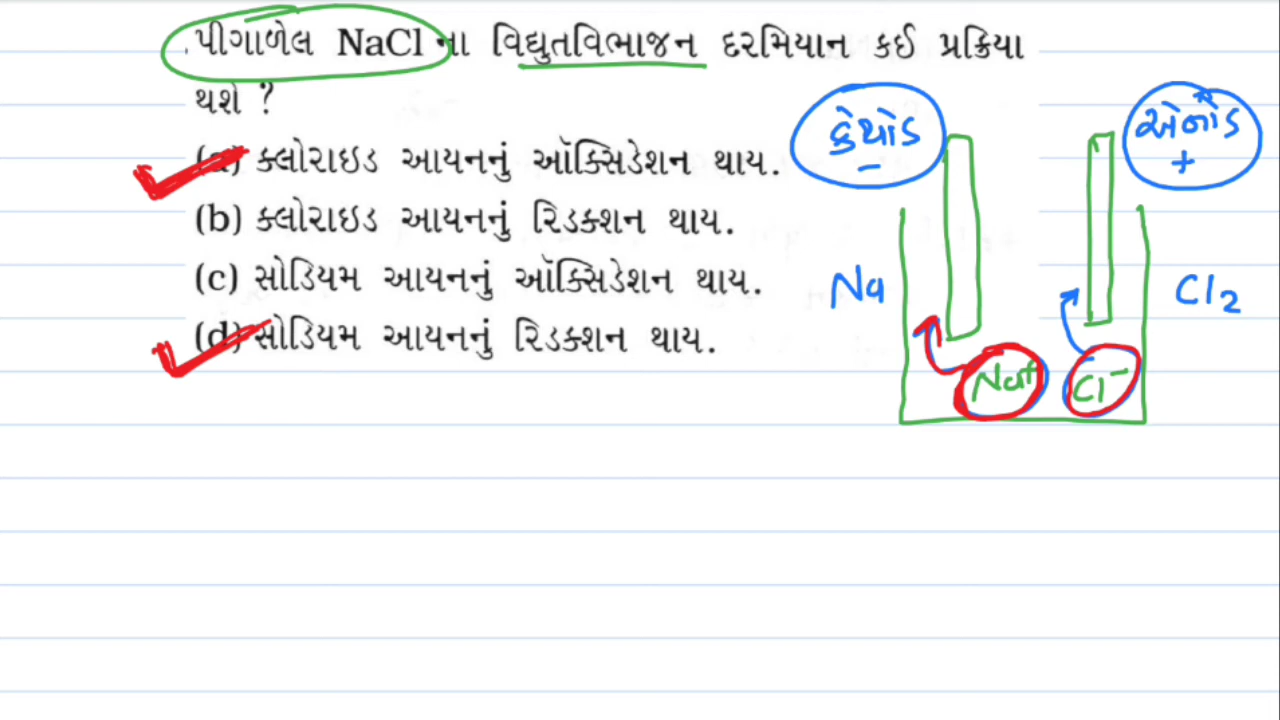 પીગાળેલ NaCl ના વિદ્યુતવિભાજન દરમિયાન કઈ પ્રક્રિયા
થશે ?
(a) ક્લોરાઇડ આયનનું ઑક્સિડેશન થાય.
(b) ક્લોરાઇડ આયનનું રિડક્શન થાય.
(c) સોડિયમ આયનનું ઑક્સિડેશન થાય.
(d) સોડિયમ આયનનું રિડક્શન થાય.
કેથોડ
−
એનોડ
+
Na
Cl₂
Na⁺
Cl⁻